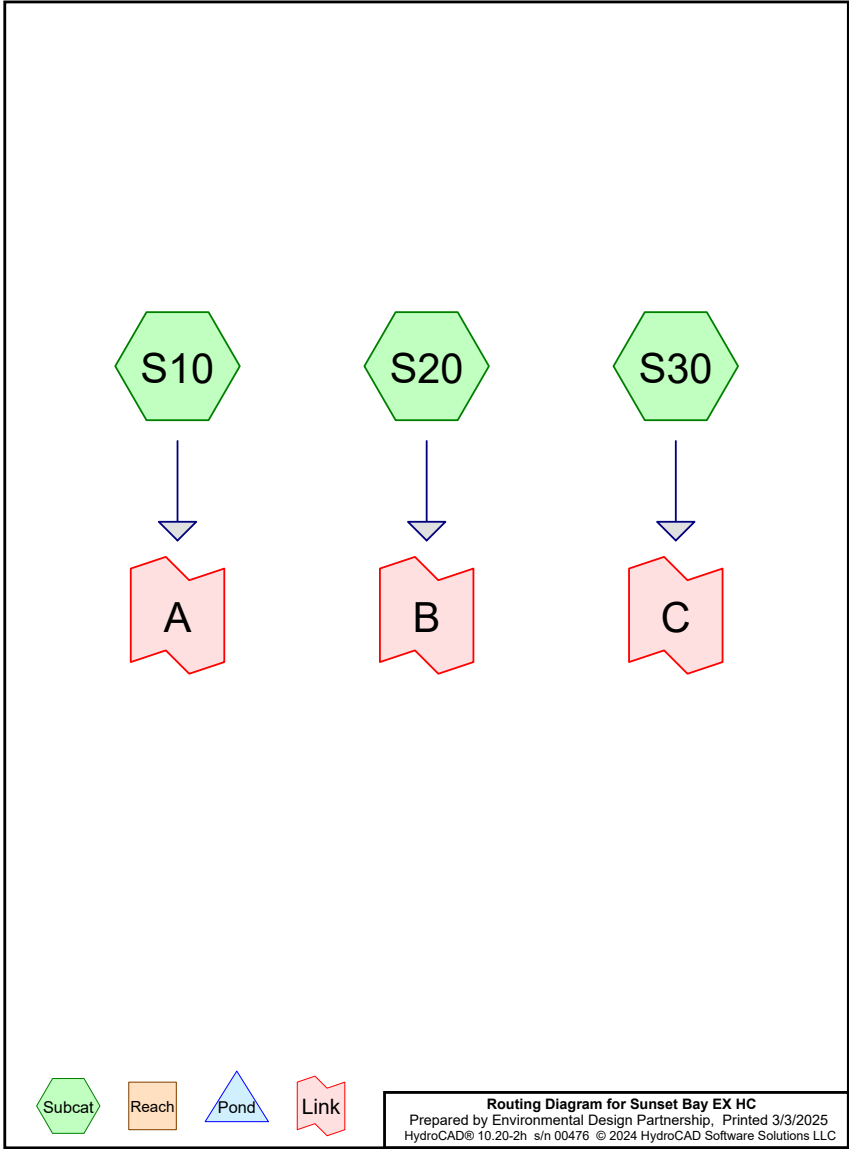 S10
S20
S30
A
B
C
Subcat
Reach
Pond
Link
Routing Diagram for Sunset Bay EX HC
Prepared by Environmental Design Partnership, Printed 3/3/2025
HydroCAD® 10.20-2h s/n 00476 © 2024 HydroCAD Software Solutions LLC